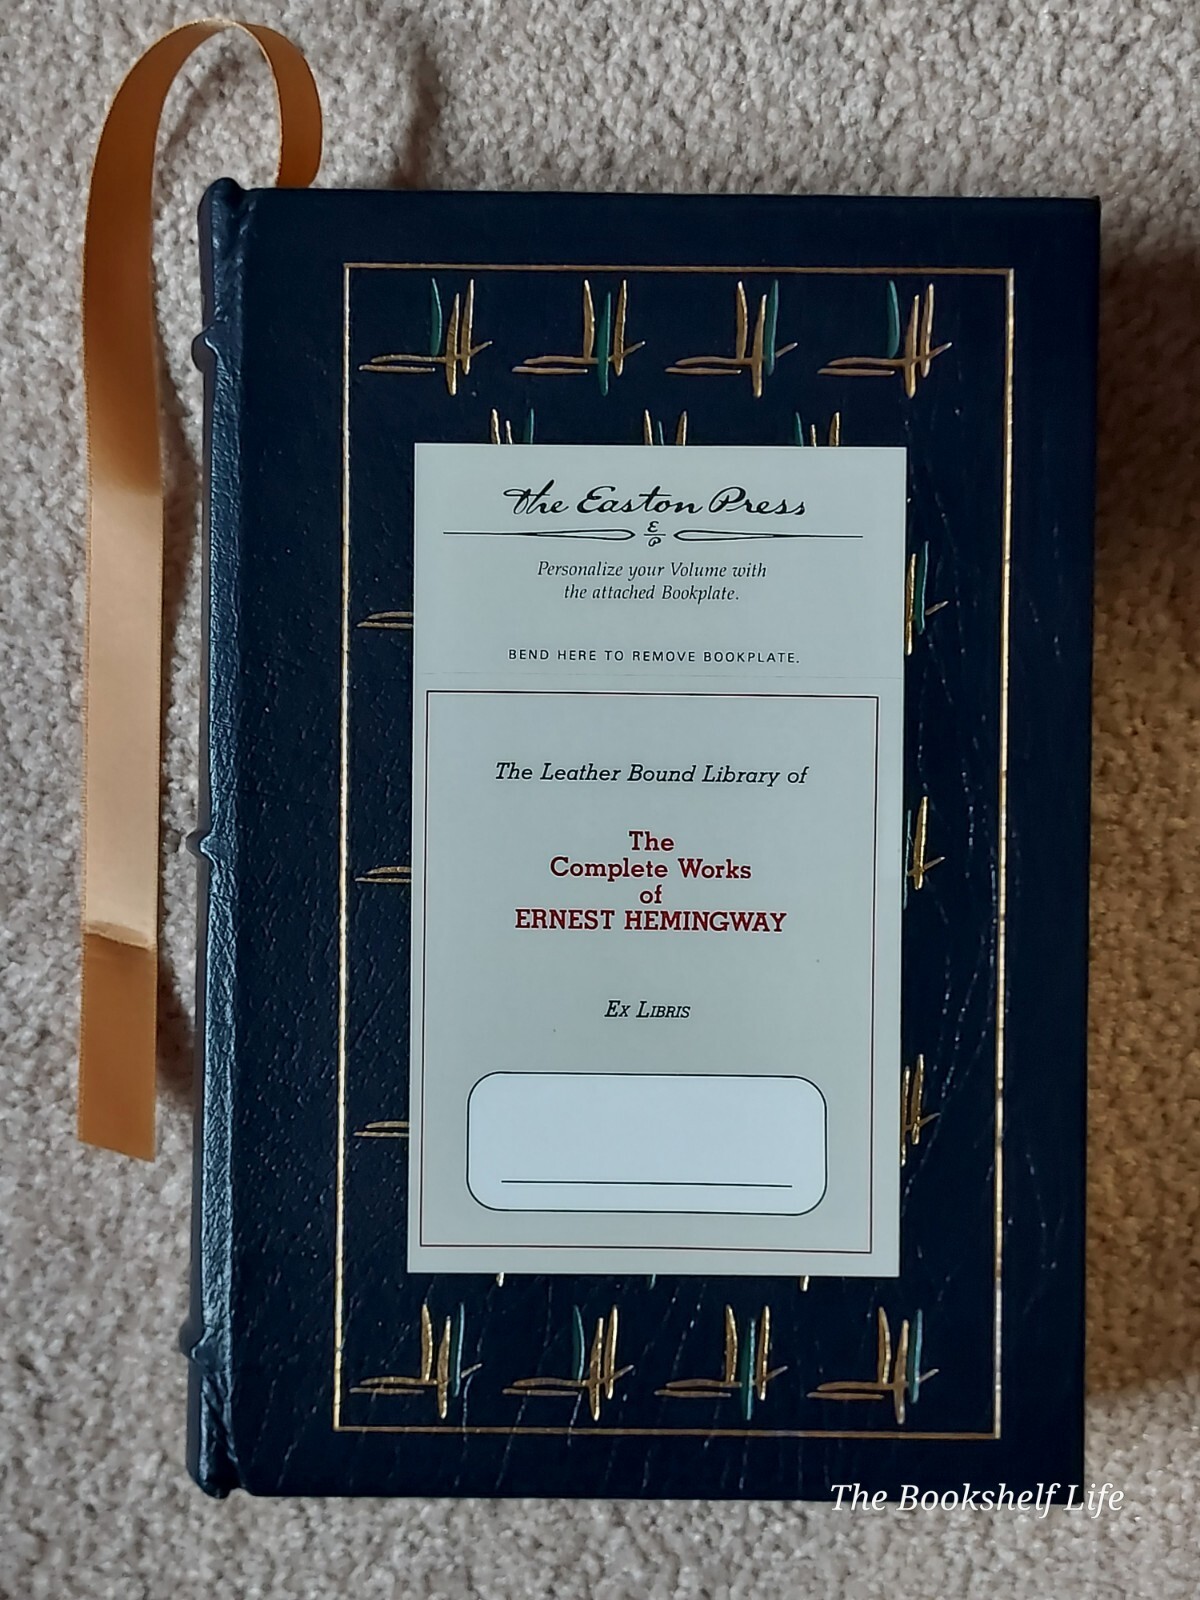 The Easton Press
E
P
Personalize your Volume with
the attached Bookplate.
BEND HERE TO REMOVE BOOKPLATE.
The Leather Bound Library of
The
Complete Works
of
ERNEST HEMINGWAY
EX LIBRIS
The Bookshelf Life